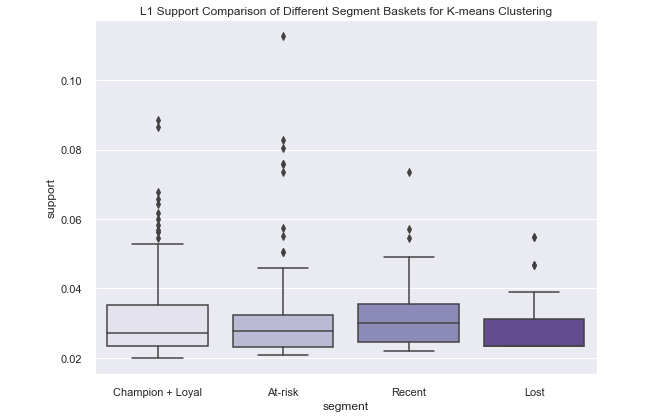 L1 Support Comparison of Different Segment Baskets for K-means Clustering
0.10
0.08
0.06
0.04
0.02
support
Champion + Loyal
At-risk
Recent
Lost
segment